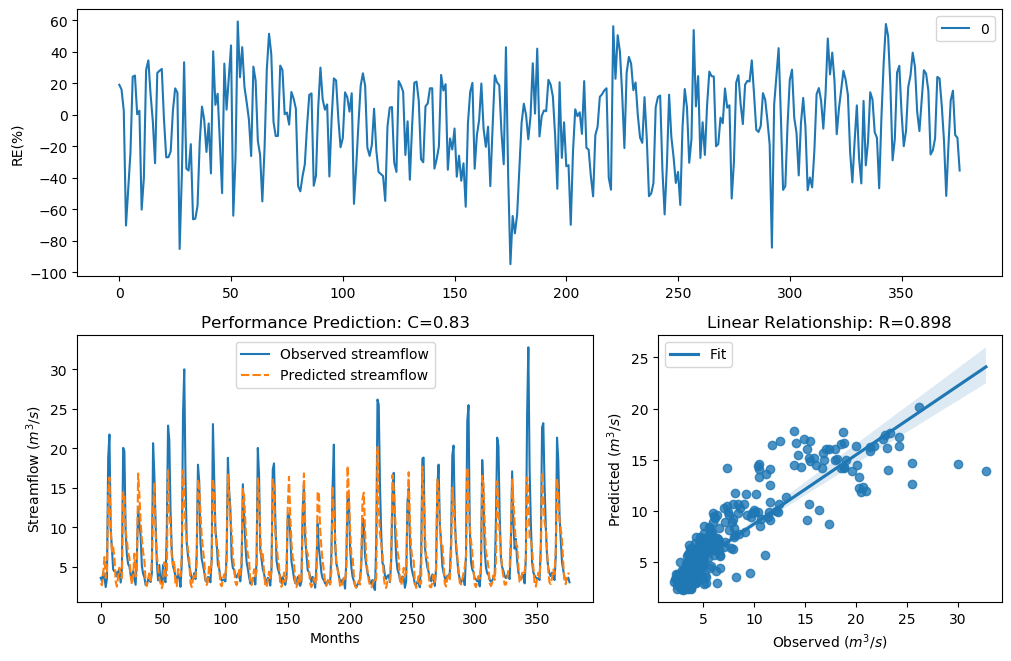 60
40
20
0
−20
−40
−60
−80
−100
RE(%)
0
0 50 100 150 200 250 300 350
Performance Prediction: C=0.83
Observed streamflow
Predicted streamflow
30
25
20
15
10
5
Streamflow (m³/s)
0 50 100 150 200 250 300 350
Months
Linear Relationship: R=0.898
Fit
25
20
15
10
5
Predicted (m³/s)
5 10 15 20 25 30
Observed (m³/s)